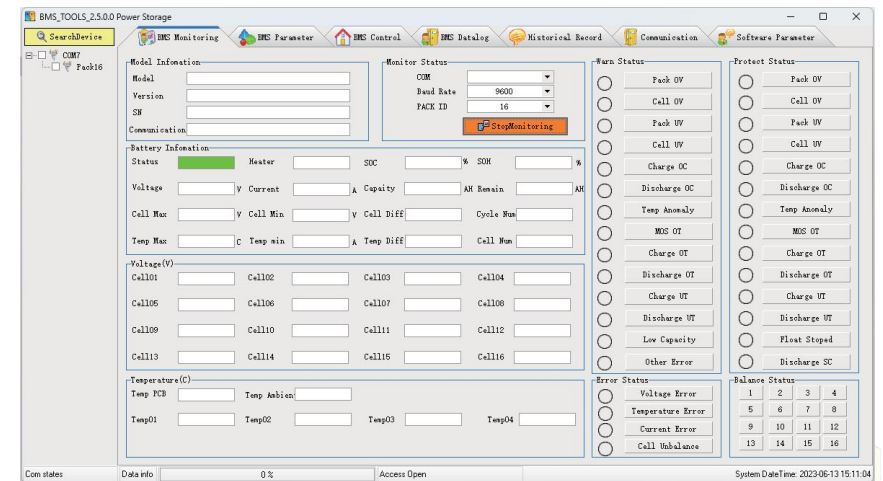 BMS_TOOLS_2.5.0.0 Power Storage
SearchDevice
BMS Monitoring
BMS Parameter
BMS Control
BMS Datalog
Historical Record
Communication
Software Parameter
COM7
Pack16
Model Infomation
Model
Version
SN
Communication
Monitor Status
COM
Baud Rate 9600
PACK ID 16
StopMonitoring
Battery Infomation
Status Heater SOC % SOH %
Voltage V Current A Capaity AH Remain AH
Cell Max V Cell Min V Cell Diff Cycle Num
Temp Max C Temp min A Temp Diff Cell Num
Voltage(V)
Cell01 Cell02 Cell03 Cell04
Cell05 Cell06 Cell07 Cell08
Cell09 Cell10 Cell11 Cell12
Cell13 Cell14 Cell15 Cell16
Temperature(C)
Temp PCB Temp Ambien
Temp01 Temp02 Temp03 Temp04
Warn Status
Pack OV
Cell OV
Pack UV
Cell UV
Charge OC
Discharge OC
Temp Anomaly
MOS OT
Charge OT
Discharge OT
Charge UT
Discharge UT
Low Capacity
Other Error
Protect Status
Pack OV
Cell OV
Pack UV
Cell UV
Charge OC
Discharge OC
Temp Anomaly
MOS OT
Charge OT
Discharge OT
Charge UT
Discharge UT
Float Stoped
Discharge SC
Error Status
Voltage Error
Temperature Error
Current Error
Cell Unbalance
Balance Status
1 2 3 4
5 6 7 8
9 10 11 12
13 14 15 16
Com states
Data info
0 %
Access Open
System DateTime: 2023-06-13 15:11:04